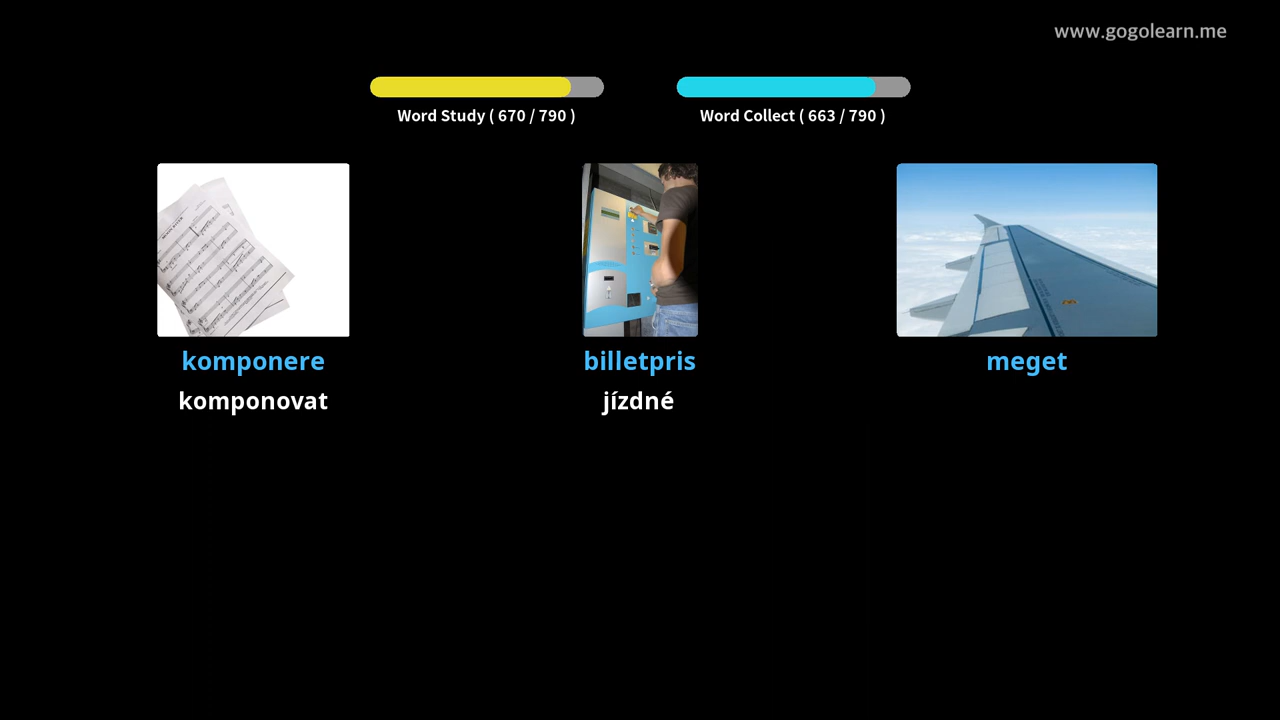 www.gogolearn.me
Word Study ( 670 / 790 )
Word Collect ( 663 / 790 )
komponere
billetpris
meget
komponovat
jízdné